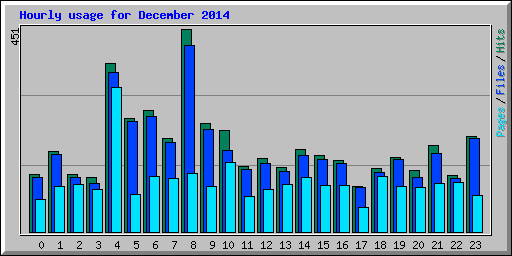 Hourly usage for December 2014
451
Pages/Files/Hits
0 1 2 3 4 5 6 7 8 9 10 11 12 13 14 15 16 17 18 19 20 21 22 23